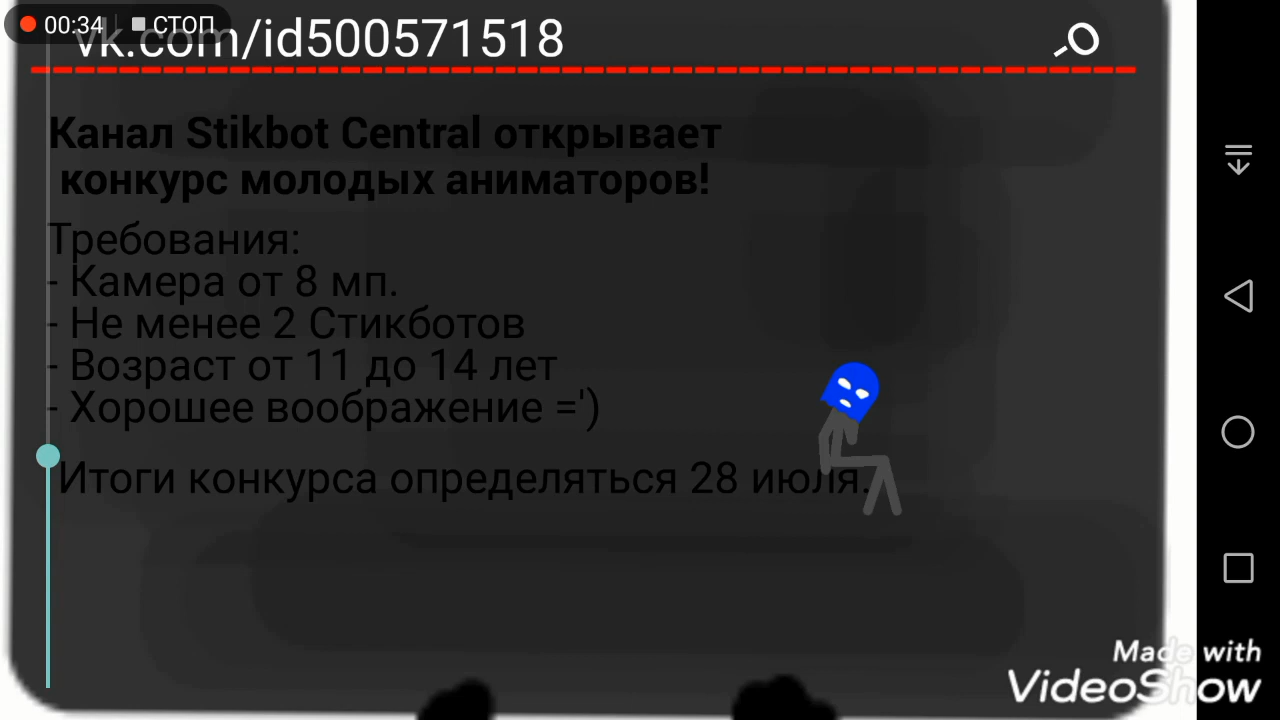 00:34 СТОП
vk.com/id500571518
Канал Stikbot Central открывает
конкурс молодых аниматоров!
Требования:
- Камера от 8 мп.
- Не менее 2 Стикботов
- Возраст от 11 до 14 лет
- Хорошее воображение =')
Итоги конкурса определяться 28 июля.
Made with
VideoShow